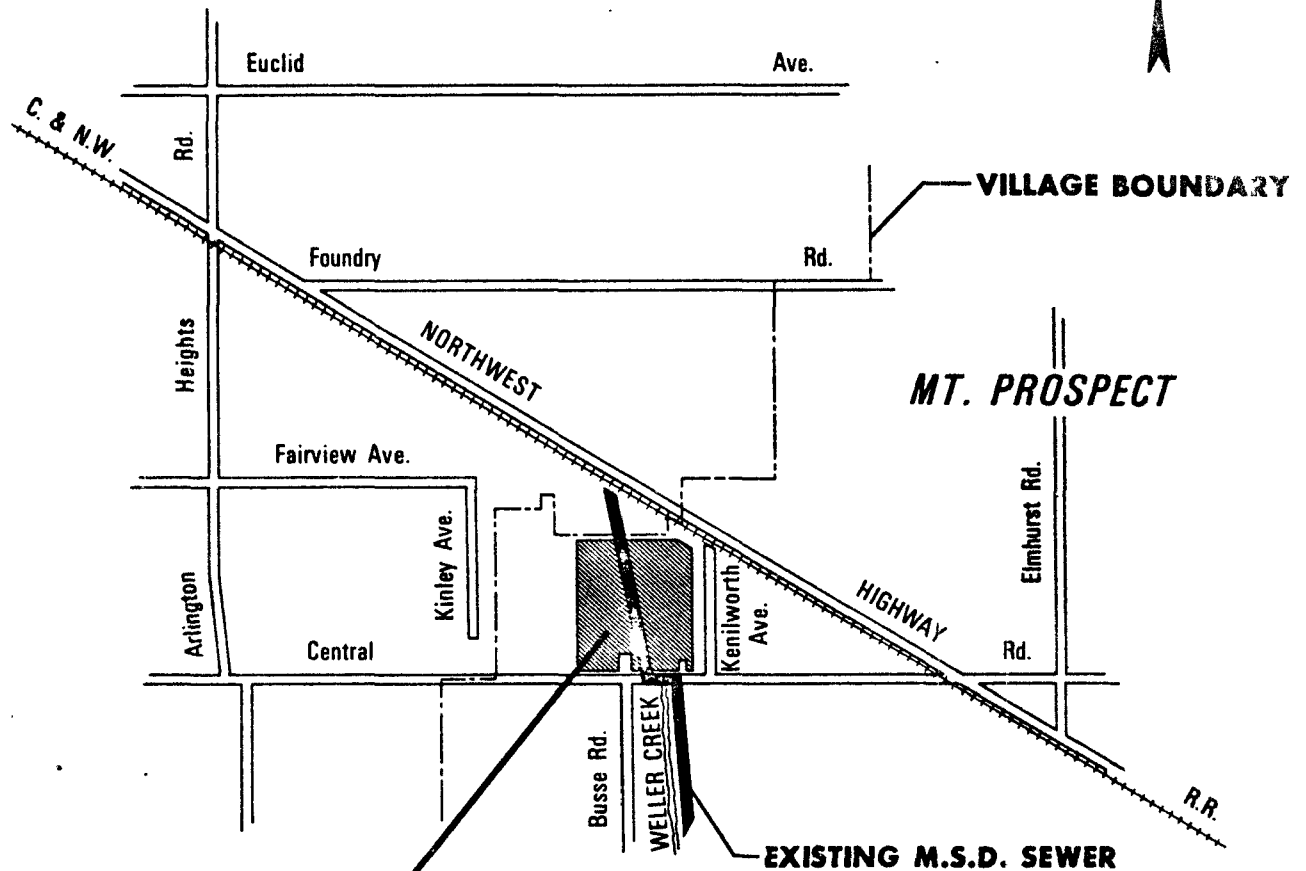 Euclid Ave.
C. & N.W.
Rd.
VILLAGE BOUNDARY
Foundry Rd.
NORTHWEST
Heights
MT. PROSPECT
Fairview Ave.
Elmhurst Rd.
Kinley Ave.
Kenilworth Ave.
HIGHWAY
Arlington
Central Rd.
Busse Rd.
WELLER CREEK
R.R.
EXISTING M.S.D. SEWER